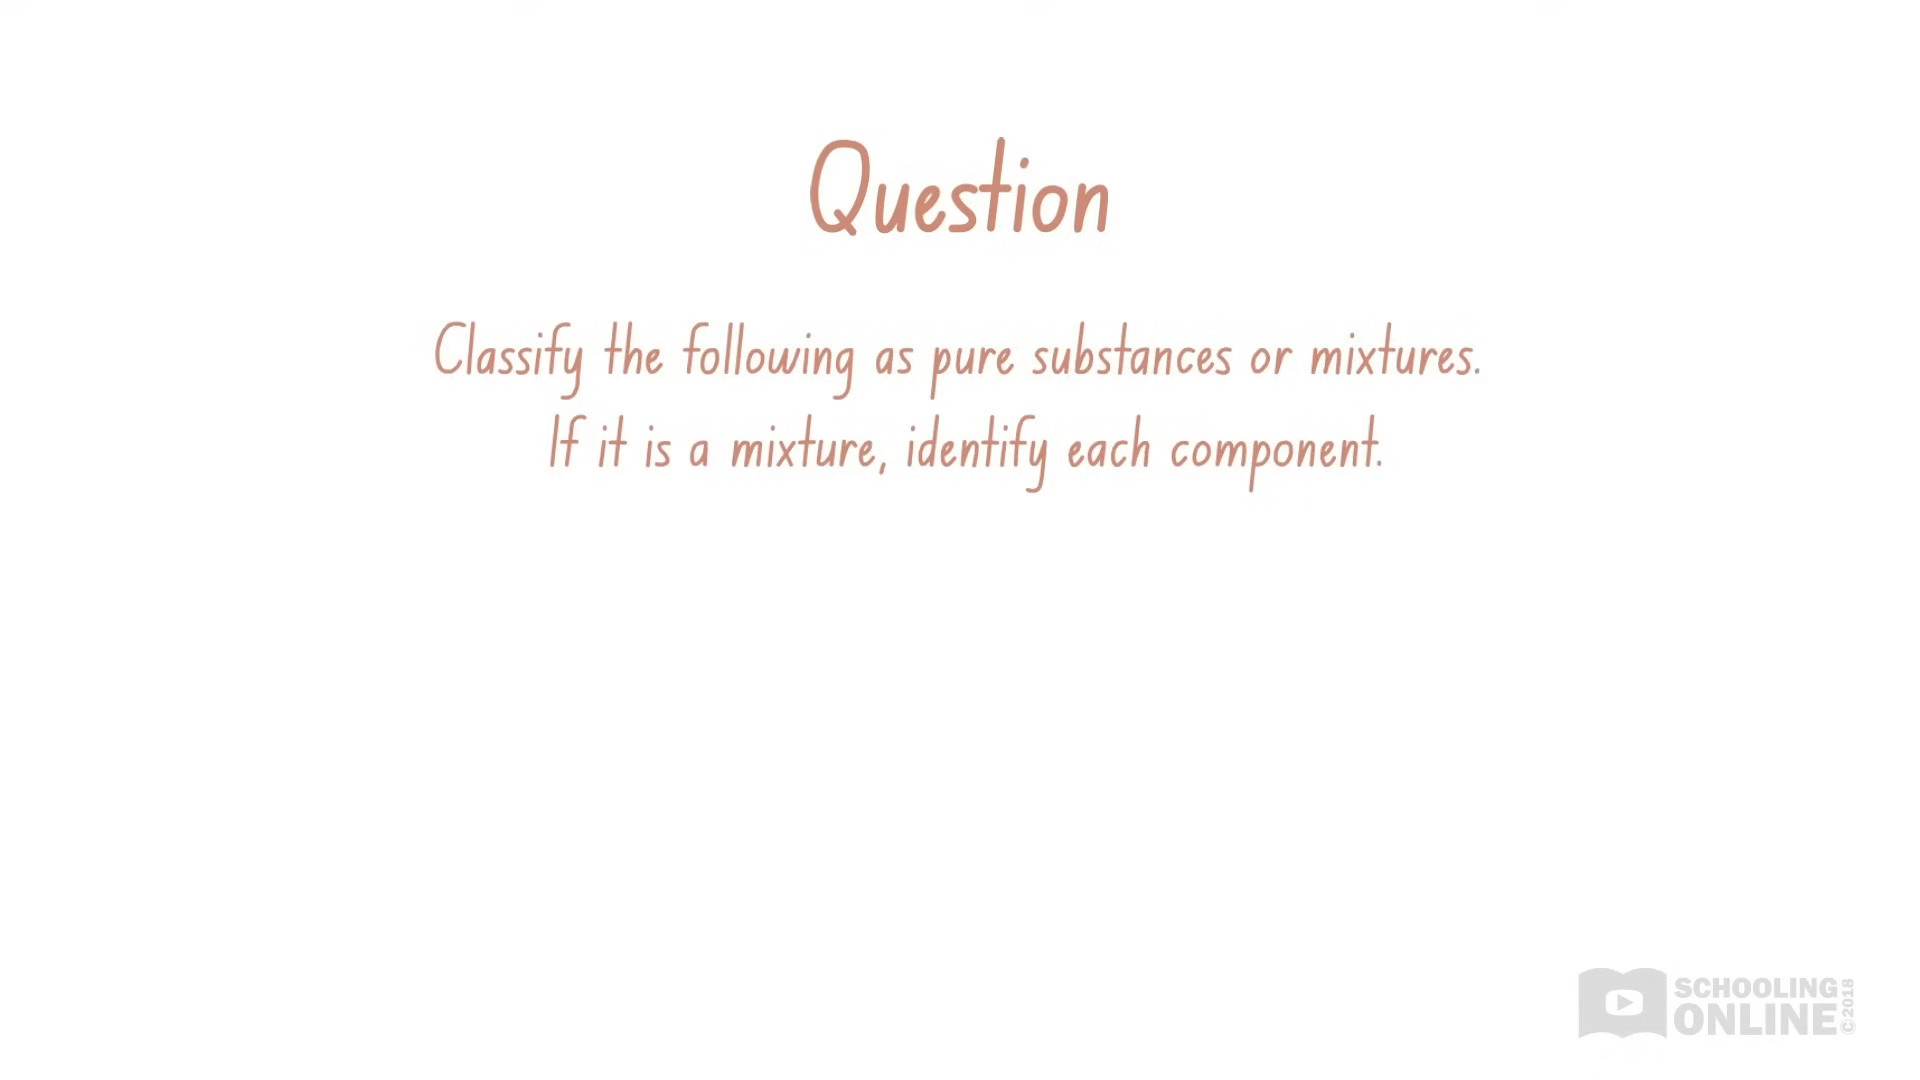 Question
Classify the following as pure substances or mixtures.
If it is a mixture, identify each component.
SCHOOLING
ONLINE
©2018